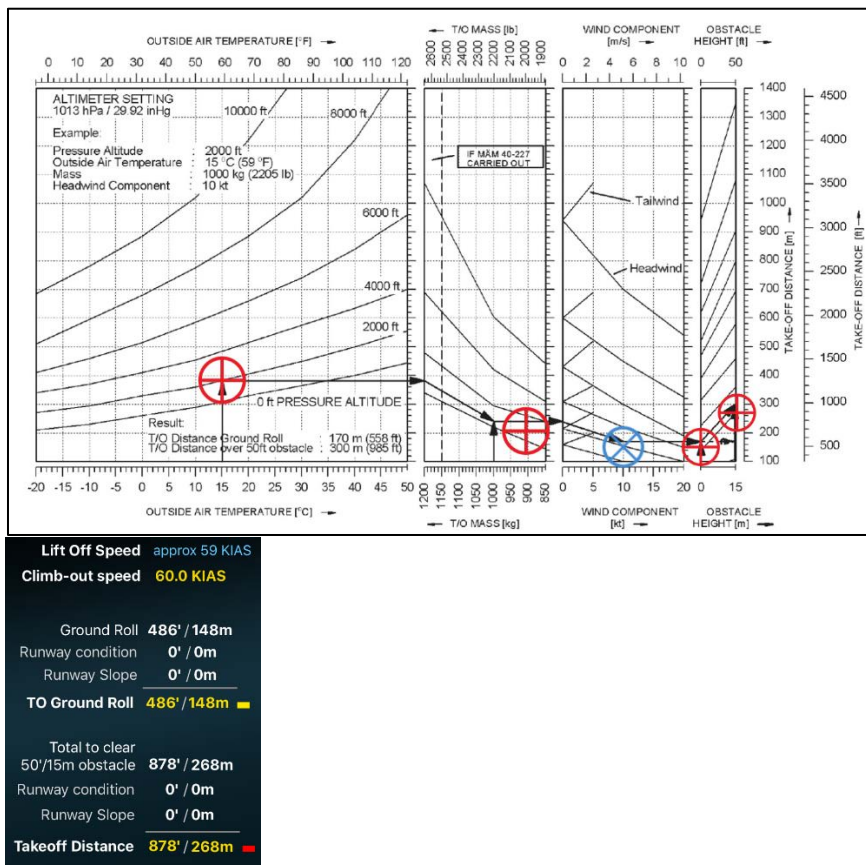 OUTSIDE AIR TEMPERATURE [°F]
T/O MASS [lb]
WIND COMPONENT
[m/s]
OBSTACLE
HEIGHT [ft]
0 10 20 30 40 50 60 70 80 90 100 110 120
2600 2500 2400 2300 2200 2100 2000 1900
0 2 4 6 8 10
0 50
ALTIMETER SETTING
1013 hPa / 29.92 inHg
Example:
Pressure Altitude : 2000 ft
Outside Air Temperature : 15 °C (59 °F)
Mass : 1000 kg (2205 lb)
Headwind Component : 10 kt
10000 ft
8000 ft
6000 ft
4000 ft
2000 ft
0 ft PRESSURE ALTITUDE
Result:
T/O Distance Ground Roll : 170 m (558 ft)
T/O Distance over 50ft obstacle : 300 m (985 ft)
IF MÄM 40-227
CARRIED OUT
Tailwind
Headwind
1400
1300
1200
1100
1000
900
800
700
600
500
400
300
200
100
TAKE-OFF DISTANCE [m]
4500
4000
3500
3000
2500
2000
1500
1000
500
TAKE-OFF DISTANCE [ft]
-20 -15 -10 -5 0 5 10 15 20 25 30 35 40 45 50
1200 1150 1100 1050 1000 950 900 850
0 5 10 15 20
0 15
OUTSIDE AIR TEMPERATURE [°C]
T/O MASS [kg]
WIND COMPONENT
[kt]
OBSTACLE
HEIGHT [m]
Lift Off Speed approx 59 KIAS
Climb-out speed 60.0 KIAS
Ground Roll 486' / 148m
Runway condition 0' / 0m
Runway Slope 0' / 0m
TO Ground Roll 486' / 148m
Total to clear
50'/15m obstacle 878' / 268m
Runway condition 0' / 0m
Runway Slope 0' / 0m
Takeoff Distance 878' / 268m